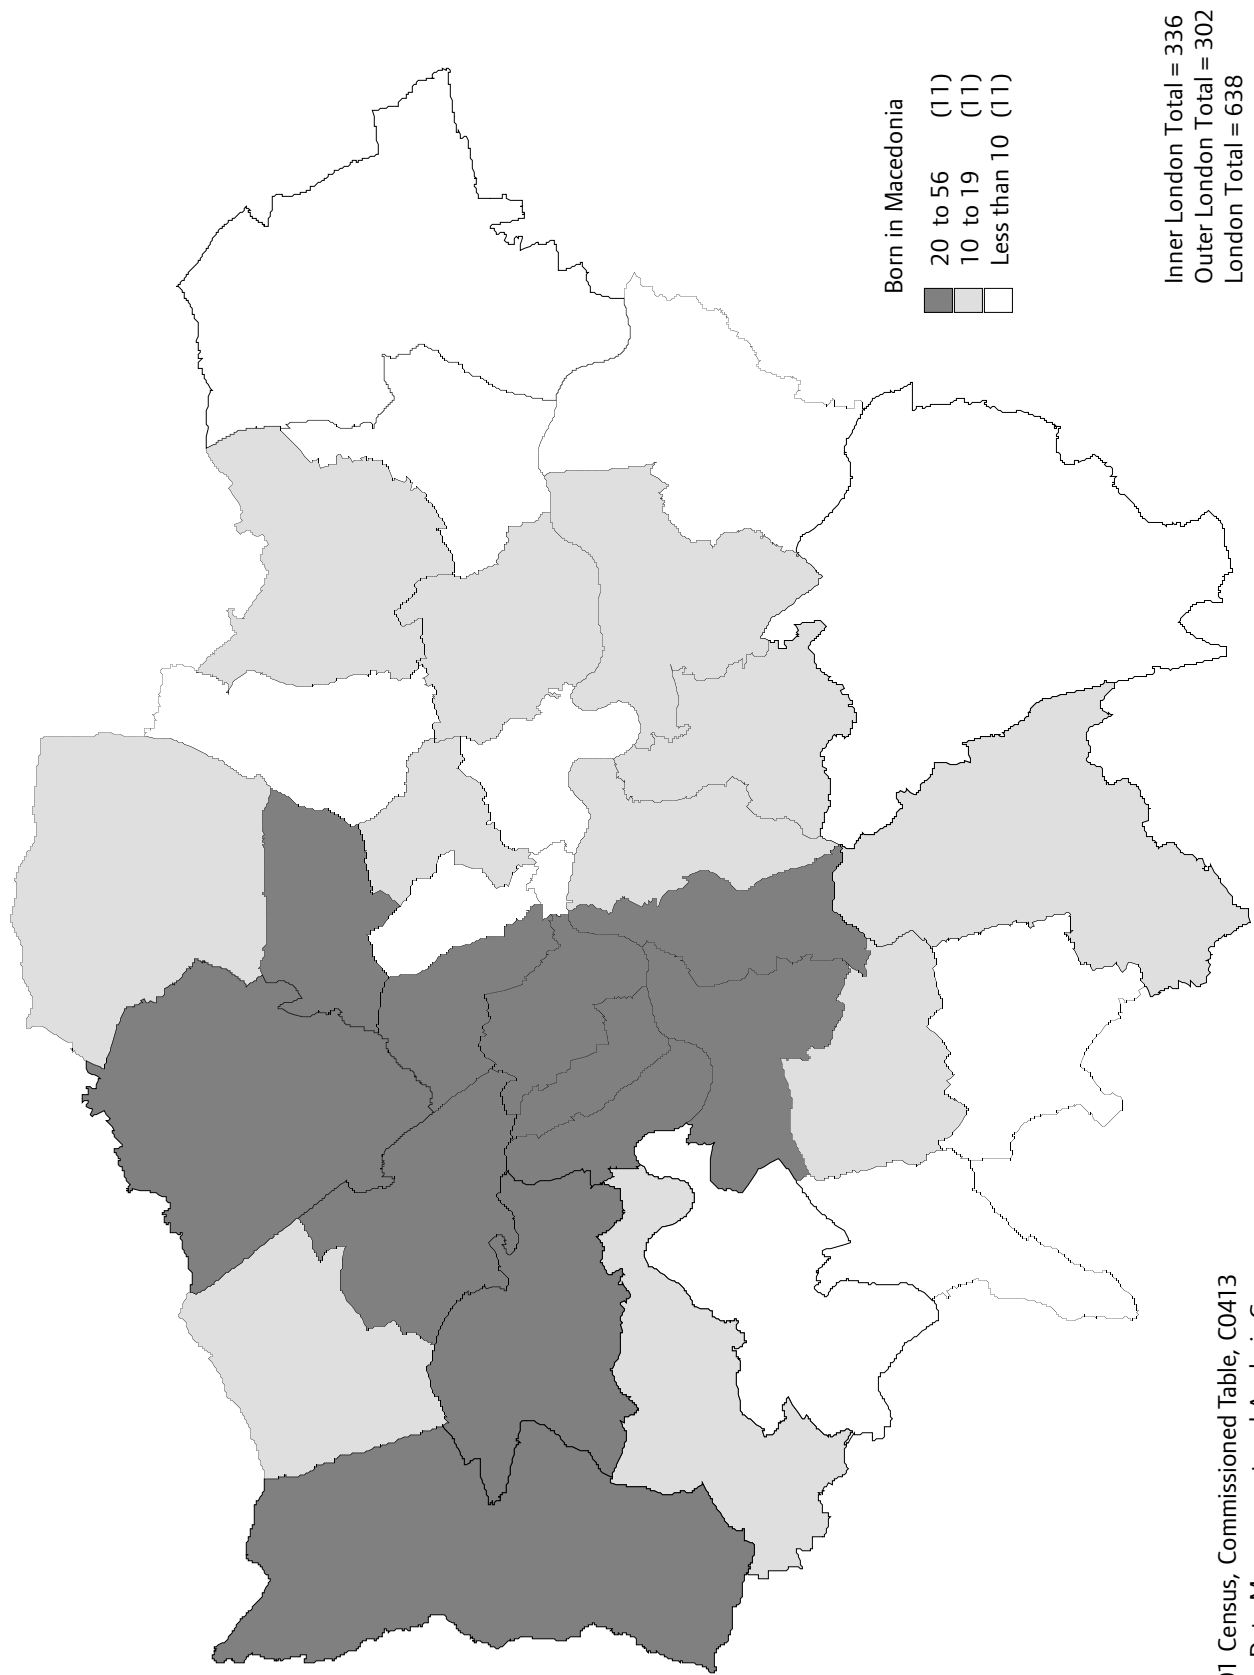 Born in Macedonia
20 to 56 (11)
10 to 19 (11)
Less than 10 (11)
Inner London Total = 336
Outer London Total = 302
London Total = 638
Census, Commissioned Table, C0413